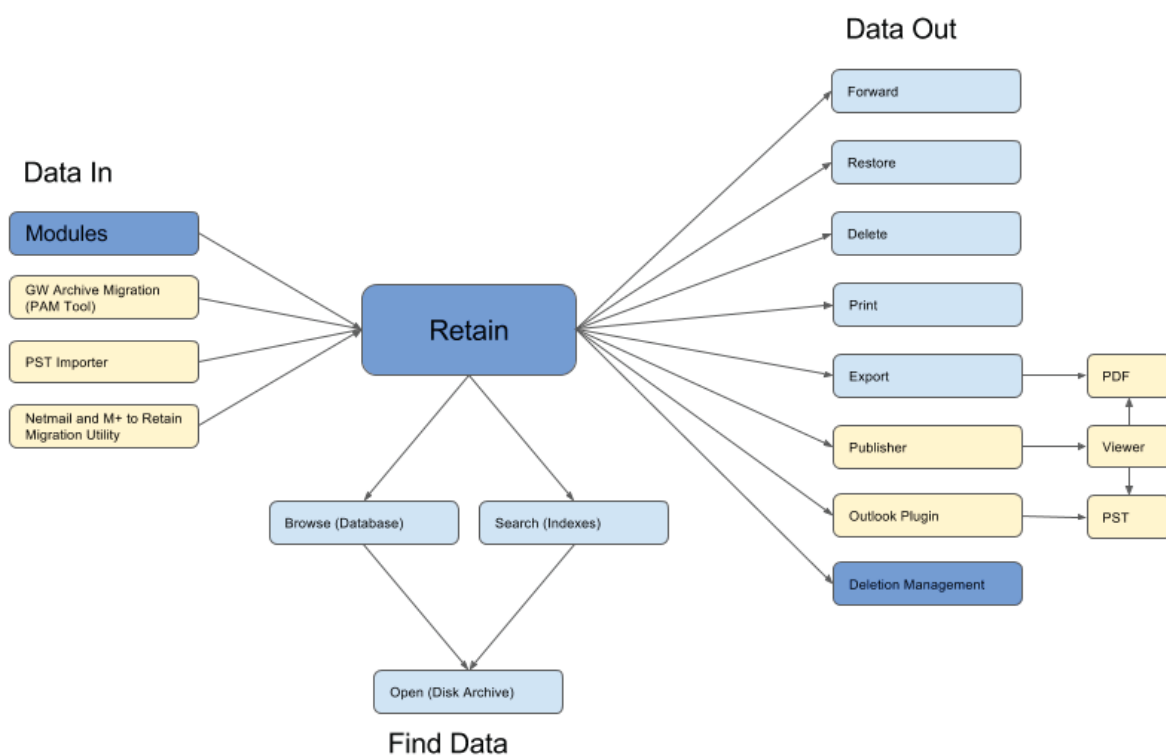 Data Out
Forward
Restore
Data In
Modules
Delete
GW Archive Migration
(PAM Tool)
Print
Retain
PST Importer
Export
PDF
Netmail and M+ to Retain
Migration Utility
Publisher
Viewer
Browse (Database)
Search (Indexes)
Outlook Plugin
PST
Deletion Management
Open (Disk Archive)
Find Data